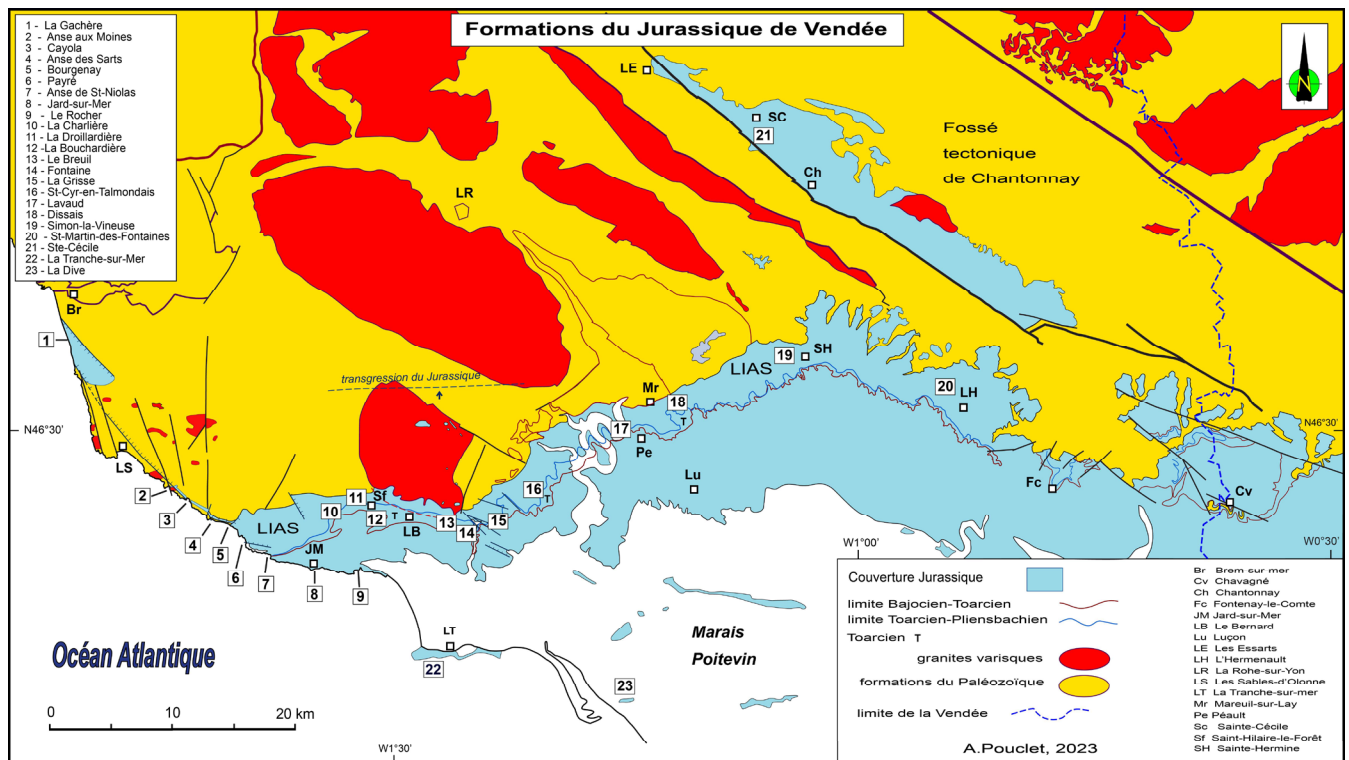 Formations du Jurassique de Vendée
1 - La Gachère
2 - Anse aux Moines
3 - Cayola
4 - Anse des Sarts
5 - Bourgenay
6 - Payré
7 - Anse de St-Niolas
8 - Jard-sur-Mer
9 - Le Rocher
10 - La Charlière
11 - La Droillardière
12 - La Bouchardière
13 - Le Breuil
14 - Fontaine
15 - La Grisse
16 - St-Cyr-en-Talmondais
17 - Lavaud
18 - Dissais
19 - Simon-la-Vineuse
20 - St-Martin-des-Fontaines
21 - Ste-Cécile
22 - La Tranche-sur-Mer
23 - La Dive
N
LE
SC
21
Ch
Fossé
tectonique
de Chantonnay
LR
Br
1
transgression du Jurassique
19
SH
LIAS
Mr
18
T
20
LH
N46°30'
N46°30'
17
Pe
LS
2
3
4
5
6
7
LIAS
10
11
Sf
12
T
LB
13
14
15
16
T
Lu
Fc
Cv
JM
8
9
W1°00'
W0°30'
LT
22
23
Marais
Poitevin
Océan Atlantique
0 10 20 km
W1°30'
Couverture Jurassique
limite Bajocien-Toarcien
limite Toarcien-Pliensbachien
Toarcien T
granites varisques
formations du Paléozoïque
limite de la Vendée
A.Pouclet, 2023
Br Brem sur mer
Cv Chavagné
Ch Chantonnay
Fc Fontenay-le-Comte
JM Jard-sur-Mer
LB Le Bernard
Lu Luçon
LE Les Essarts
LH L'Hermenault
LR La Rohe-sur-Yon
LS Les Sables-d'Olonne
LT La Tranche-sur-mer
Mr Mareuil-sur-Lay
Pe Péault
Sc Sainte-Cécile
Sf Saint-Hilaire-le-Forêt
SH Sainte-Hermine